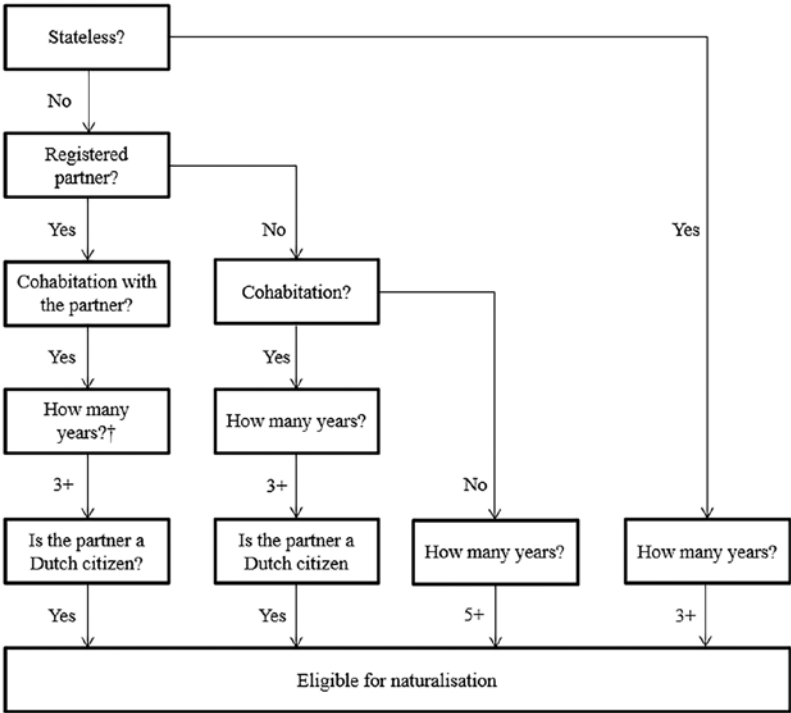 Stateless?
No
Registered
partner?
Yes
No
Yes
Cohabitation with
the partner?
Cohabitation?
Yes
Yes
How many
years?†
How many years?
3+
3+
No
Is the partner a
Dutch citizen?
Is the partner a
Dutch citizen
How many years?
How many years?
Yes
Yes
5+
3+
Eligible for naturalisation